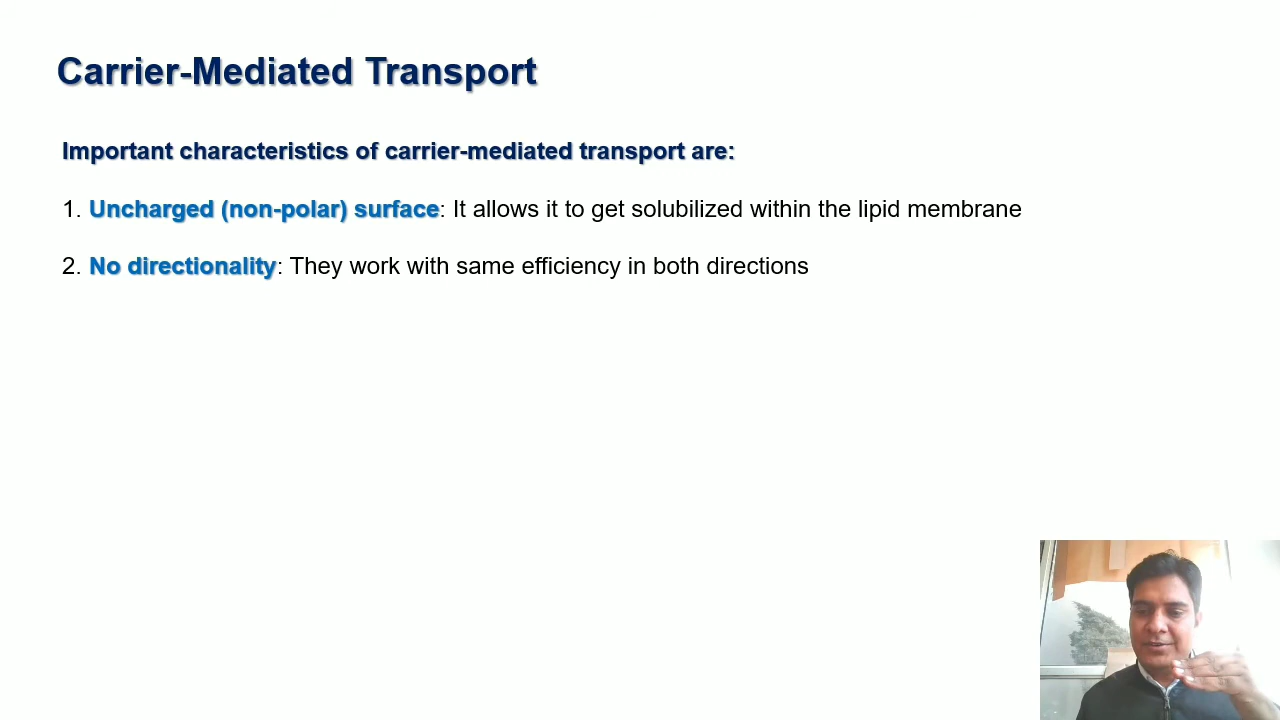 Carrier-Mediated Transport
Important characteristics of carrier-mediated transport are:
1. Uncharged (non-polar) surface: It allows it to get solubilized within the lipid membrane
2. No directionality: They work with same efficiency in both directions